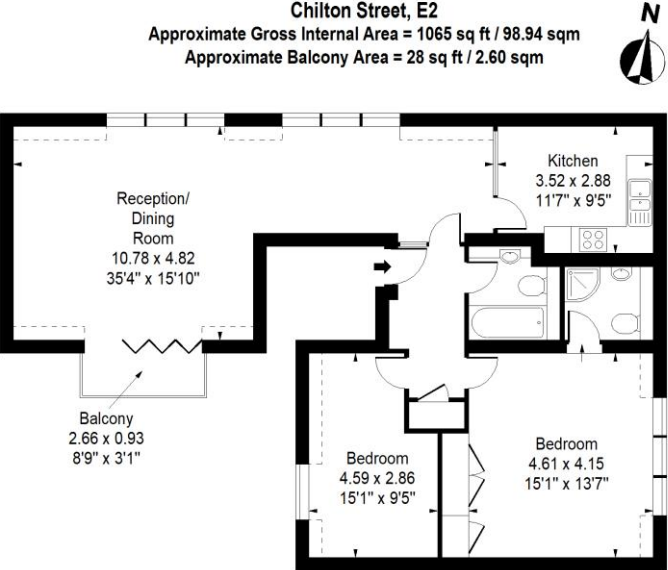 Chilton Street, E2
Approximate Gross Internal Area = 1065 sq ft / 98.94 sqm
Approximate Balcony Area = 28 sq ft / 2.60 sqm
N
Reception/
Dining
Room
10.78 x 4.82
35'4" x 15'10"
Kitchen
3.52 x 2.88
11'7" x 9'5"
Balcony
2.66 x 0.93
8'9" x 3'1"
Bedroom
4.59 x 2.86
15'1" x 9'5"
Bedroom
4.61 x 4.15
15'1" x 13'7"